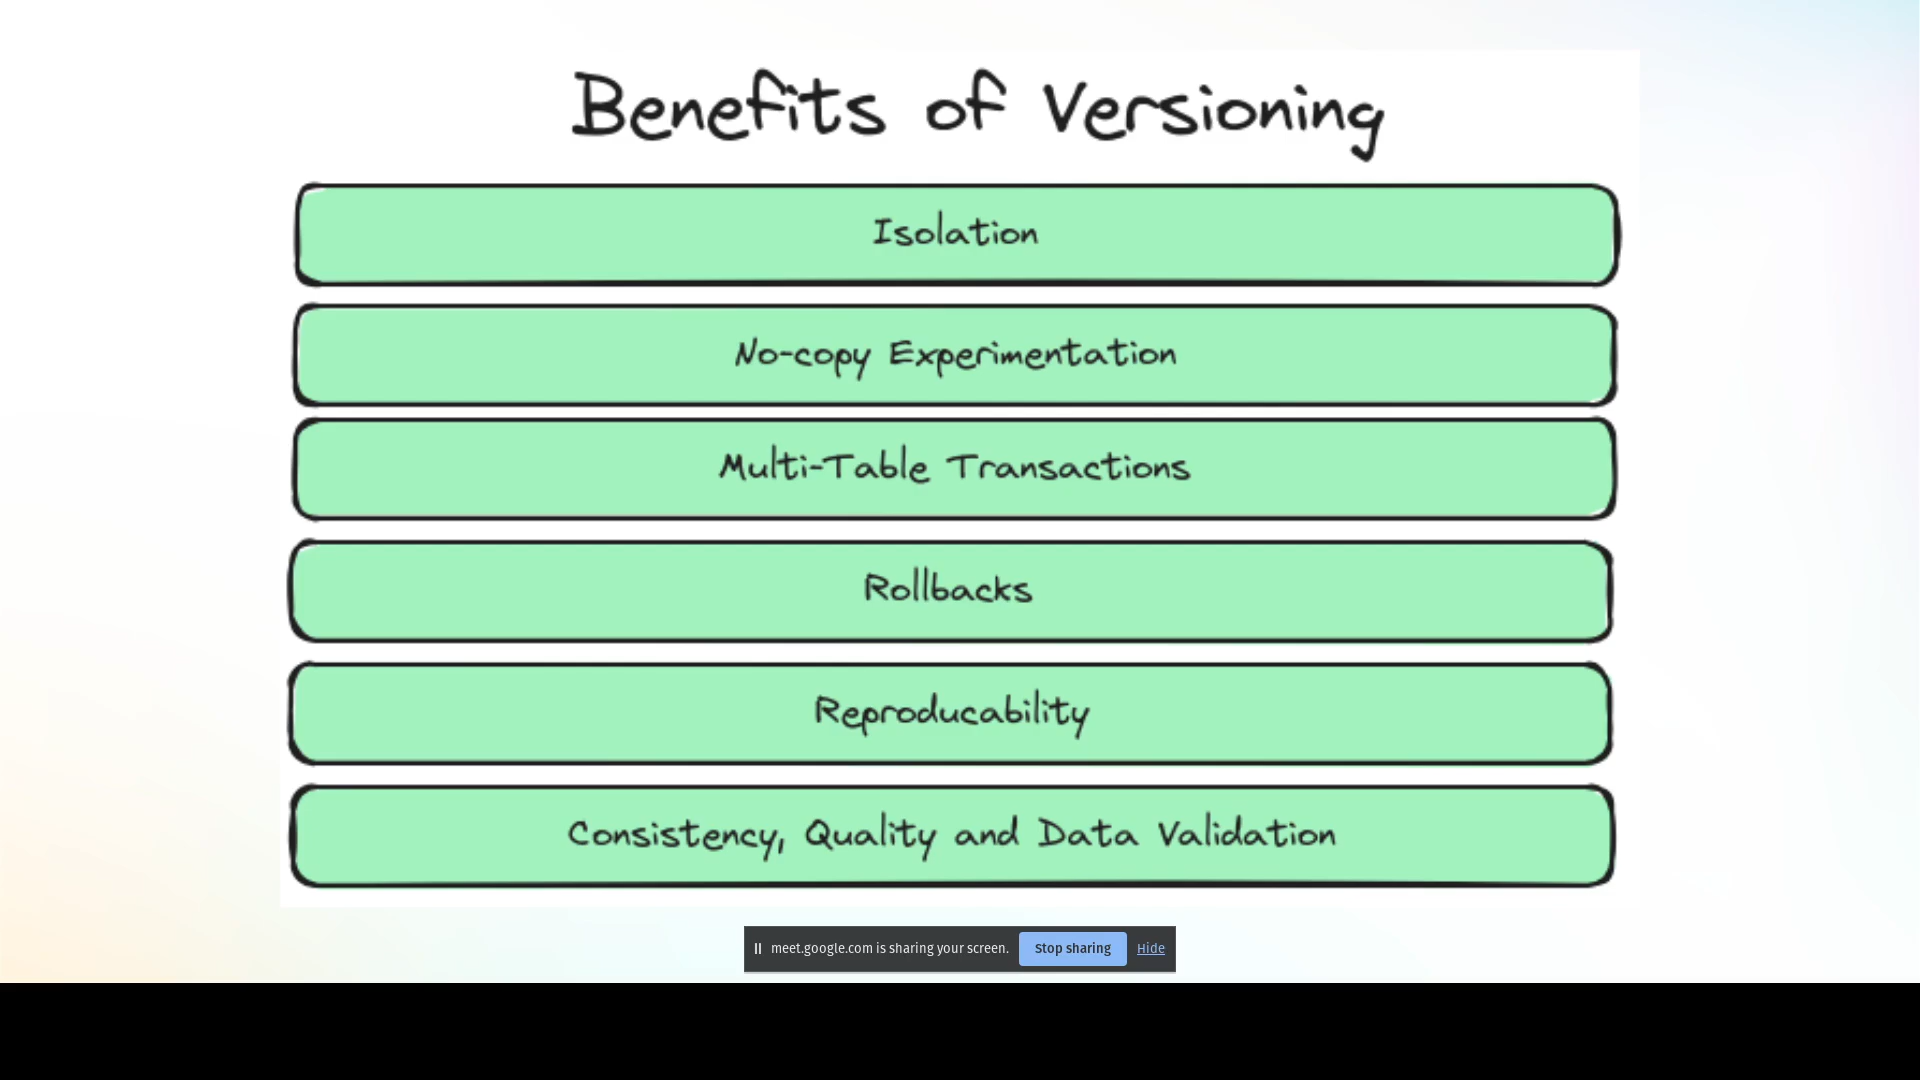 Benefits of Versioning
Isolation
No-copy Experimentation
Multi-Table Transactions
Rollbacks
Reproducability
Consistency, Quality and Data Validation
meet.google.com is sharing your screen. Stop sharing Hide